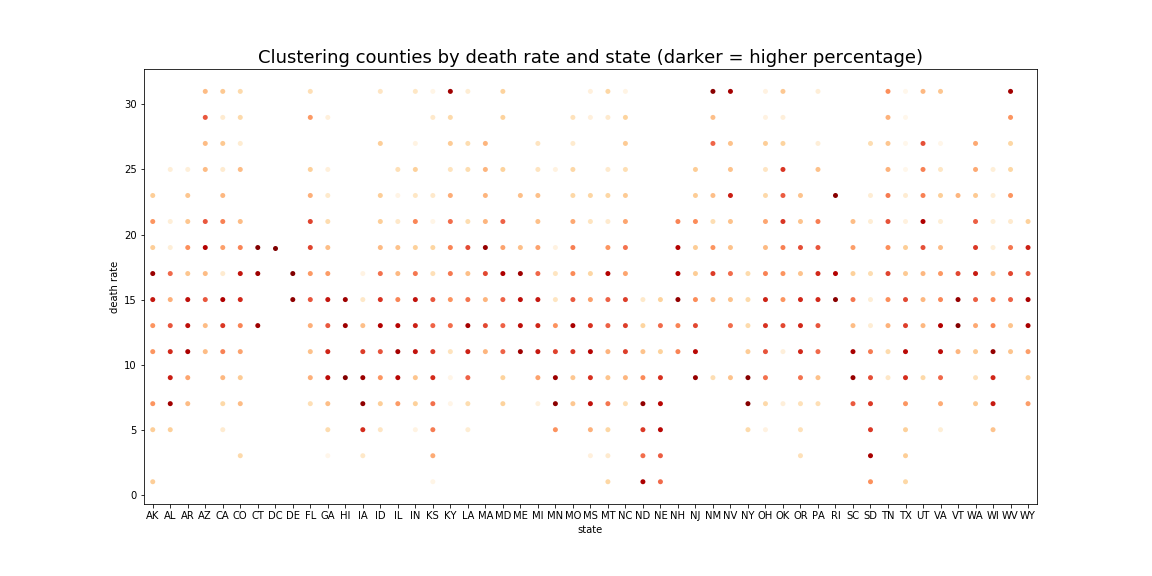 Clustering counties by death rate and state (darker = higher percentage)
death rate
30
25
20
15
10
5
0
AK AL AR AZ CA CO CT DC DE FL GA HI IA ID IL IN KS KY LA MA MD ME MI MN MO MS MT NC ND NE NH NJ NM NV NY OH OK OR PA RI SC SD TN TX UT VA VT WA WI WV WY
state